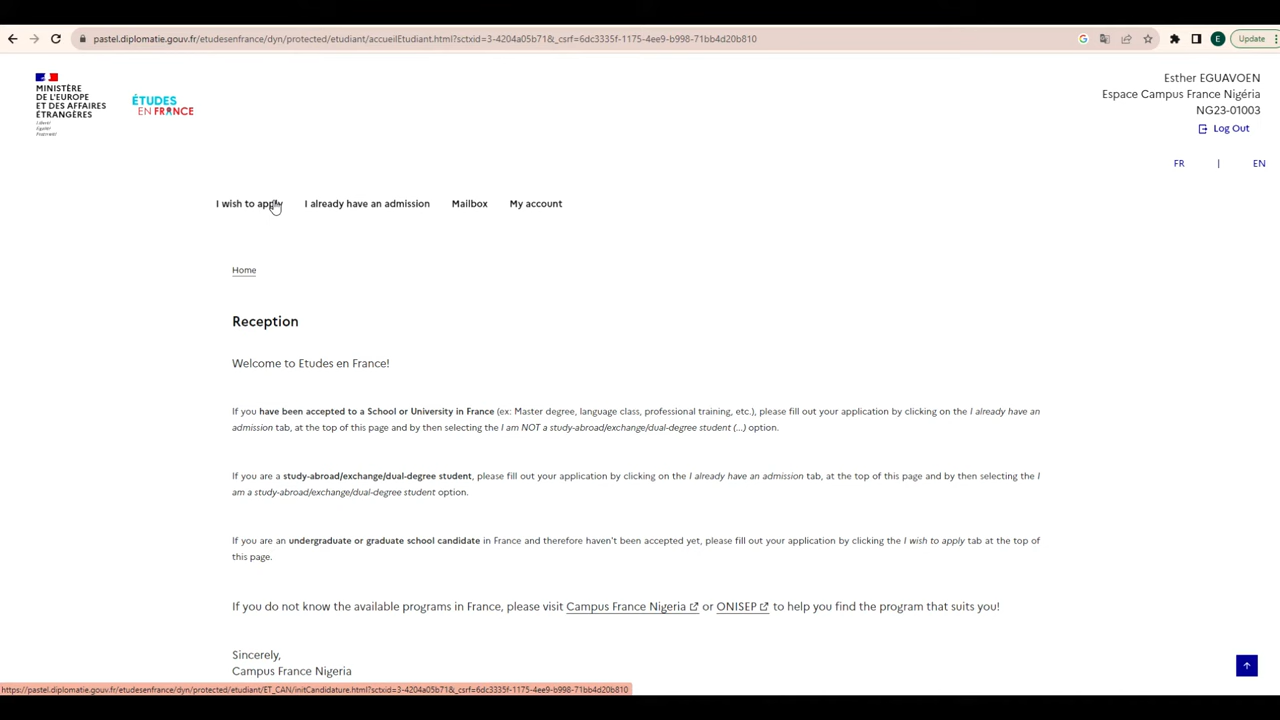 pastel.diplomatie.gouv.fr/etudesenfrance/dyn/protected/etudiant/accueilEtudiant.html?sctxid=3-4204a05b71&_csrf=6dc3335f-1175-4ee9-b998-71bb4d20b810
E
Update
MINISTÈRE
DE L'EUROPE
ET DES AFFAIRES
ÉTRANGÈRES
Liberté
Égalité
Fraternité
ÉTUDES
EN FRANCE
Esther EGUAVOEN
Espace Campus France Nigéria
NG23-01003
Log Out
FR | EN
I wish to apply I already have an admission Mailbox My account
Home
Reception
Welcome to Etudes en France!
If you have been accepted to a School or University in France (ex: Master degree, language class, professional training, etc.), please fill out your application by clicking on the I already have an
admission tab, at the top of this page and by then selecting the I am NOT a study-abroad/exchange/dual-degree student (...) option.
If you are a study-abroad/exchange/dual-degree student, please fill out your application by clicking on the I already have an admission tab, at the top of this page and by then selecting the I
am a study-abroad/exchange/dual-degree student option.
If you are an undergraduate or graduate school candidate in France and therefore haven't been accepted yet, please fill out your application by clicking the I wish to apply tab at the top of
this page.
If you do not know the available programs in France, please visit Campus France Nigeria or ONISEP to help you find the program that suits you!
Sincerely,
Campus France Nigeria
https://pastel.diplomatie.gouv.fr/etudesenfrance/dyn/protected/etudiant/ET_CAN/initCandidature.html?sctxid=3-4204a05b71&_csrf=6dc3335f-1175-4ee9-b998-71bb4d20b810